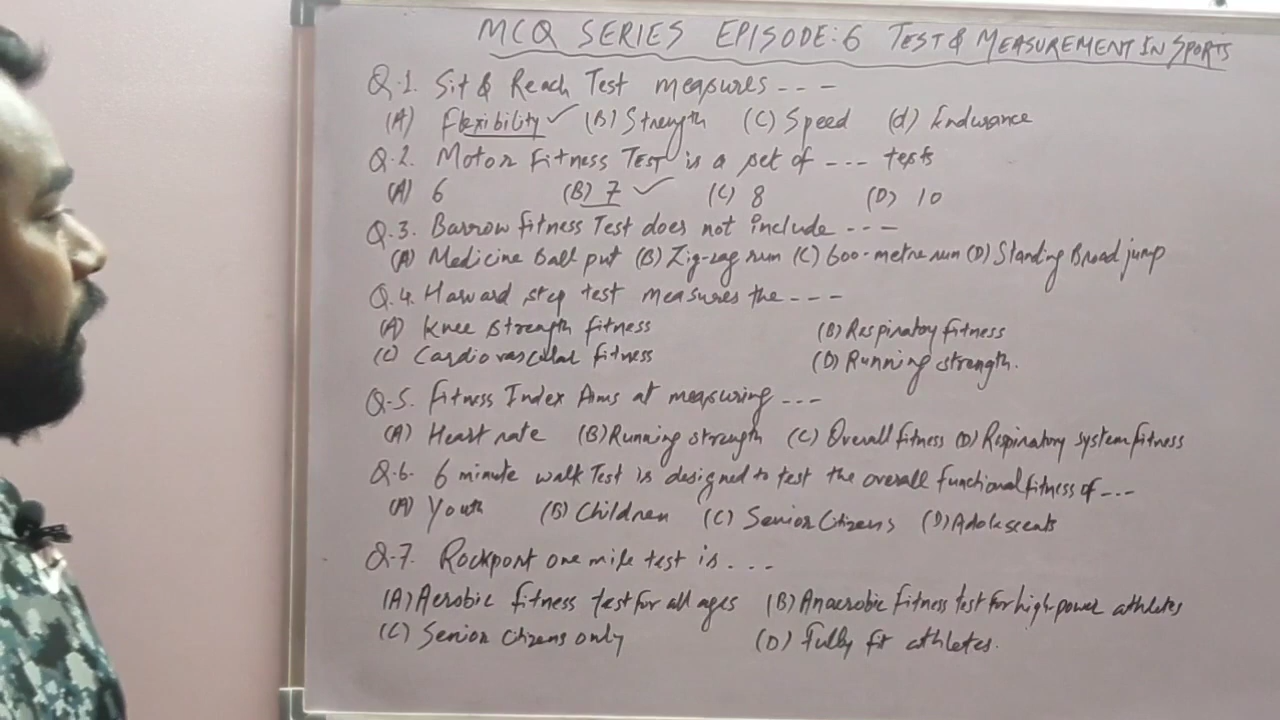 MCQ SERIES EPISODE:6 TEST & MEASUREMENT IN SPORTS
Q.1. Sit & Reach Test measures - - -
(A) Flexibility ✓ (B) Strength (C) Speed (d) Endurance
Q.2. Motor Fitness TEST is a set of - - - tests
(A) 6 (B) 7 ✓ (C) 8 (D) 10
Q.3. Barrow fitness Test does not include - - -
(A) Medicine Ball put (B) Zig-zag run (C) 600-metre run (D) Standing Broad jump
Q.4. Harward step test measures the - - -
(A) Knee strength fitness (B) Respiratory fitness
(C) Cardiovascular fitness (D) Running strength.
Q.5. Fitness Index Aims at measuring - - -
(A) Heart rate (B) Running strength (C) Overall fitness (D) Respiratory system fitness
Q.6. 6 minute walk Test is designed to test the overall functional fitness of - - -
(A) Youth (B) Children (C) Senior Citizens (D) Adolescents
Q.7. Rockport one mile test is . - - -
(A) Aerobic fitness test for all ages (B) Anaerobic fitness test for high-power athletes
(C) Senior citizens only (D) Fully fit athletes.